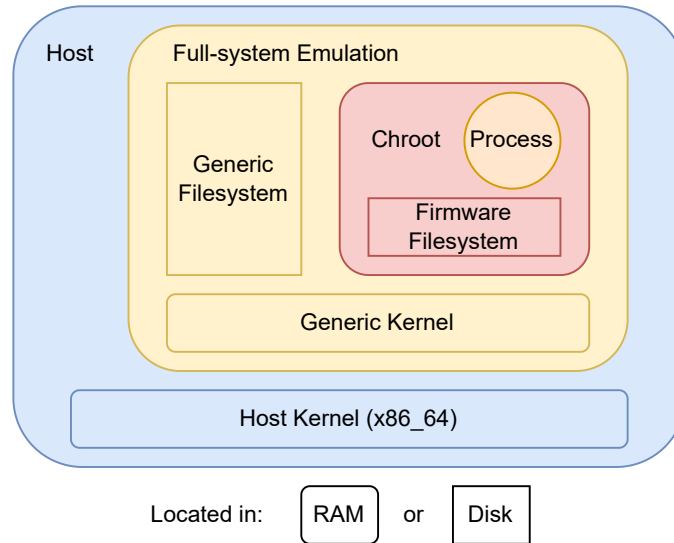 Host
Full-system Emulation
Generic
Filesystem
Chroot
Process
Firmware
Filesystem
Generic Kernel
Host Kernel (x86_64)
Located in: RAM or Disk